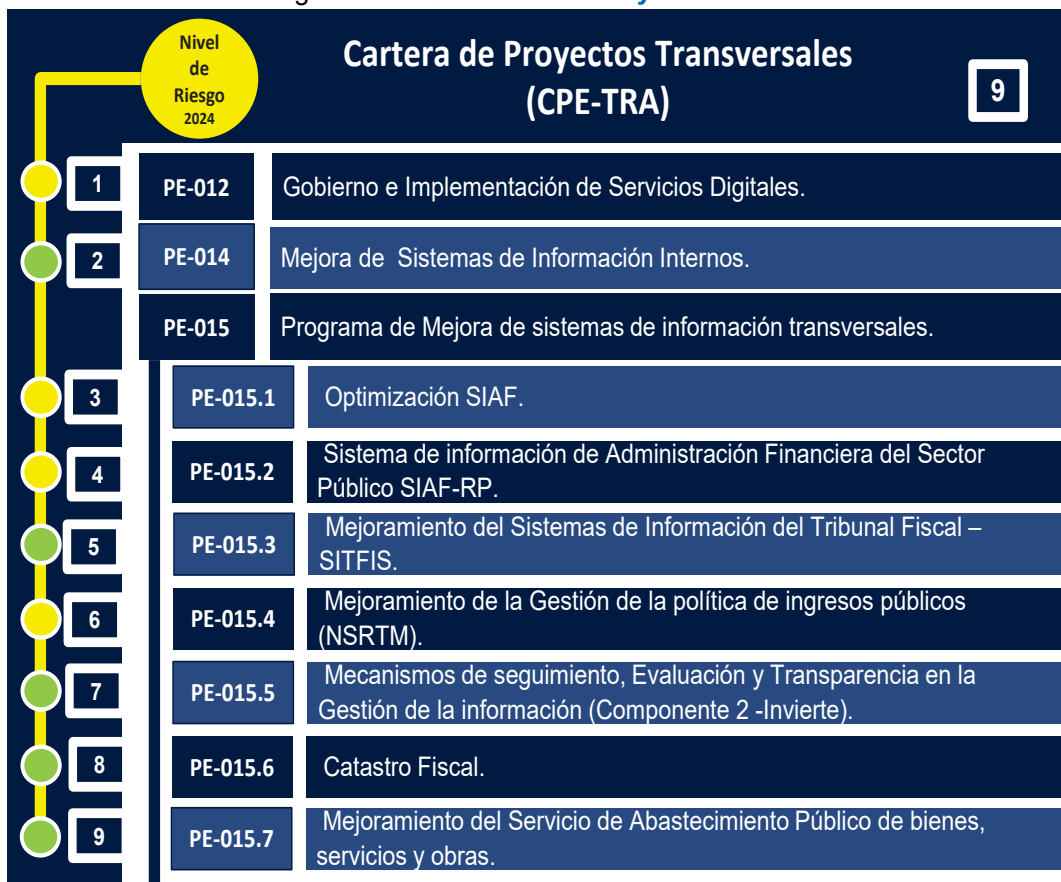 Nivel
de
Riesgo
2024
Cartera de Proyectos Transversales
(CPE-TRA)
9
1
PE-012
Gobierno e Implementación de Servicios Digitales.
2
PE-014
Mejora de Sistemas de Información Internos.
PE-015
Programa de Mejora de sistemas de información transversales.
3
PE-015.1
Optimización SIAF.
4
PE-015.2
Sistema de información de Administración Financiera del Sector
Público SIAF-RP.
5
PE-015.3
Mejoramiento del Sistemas de Información del Tribunal Fiscal –
SITFIS.
6
PE-015.4
Mejoramiento de la Gestión de la política de ingresos públicos
(NSRTM).
7
PE-015.5
Mecanismos de seguimiento, Evaluación y Transparencia en la
Gestión de la información (Componente 2 -Invierte).
8
PE-015.6
Catastro Fiscal.
9
PE-015.7
Mejoramiento del Servicio de Abastecimiento Público de bienes,
servicios y obras.